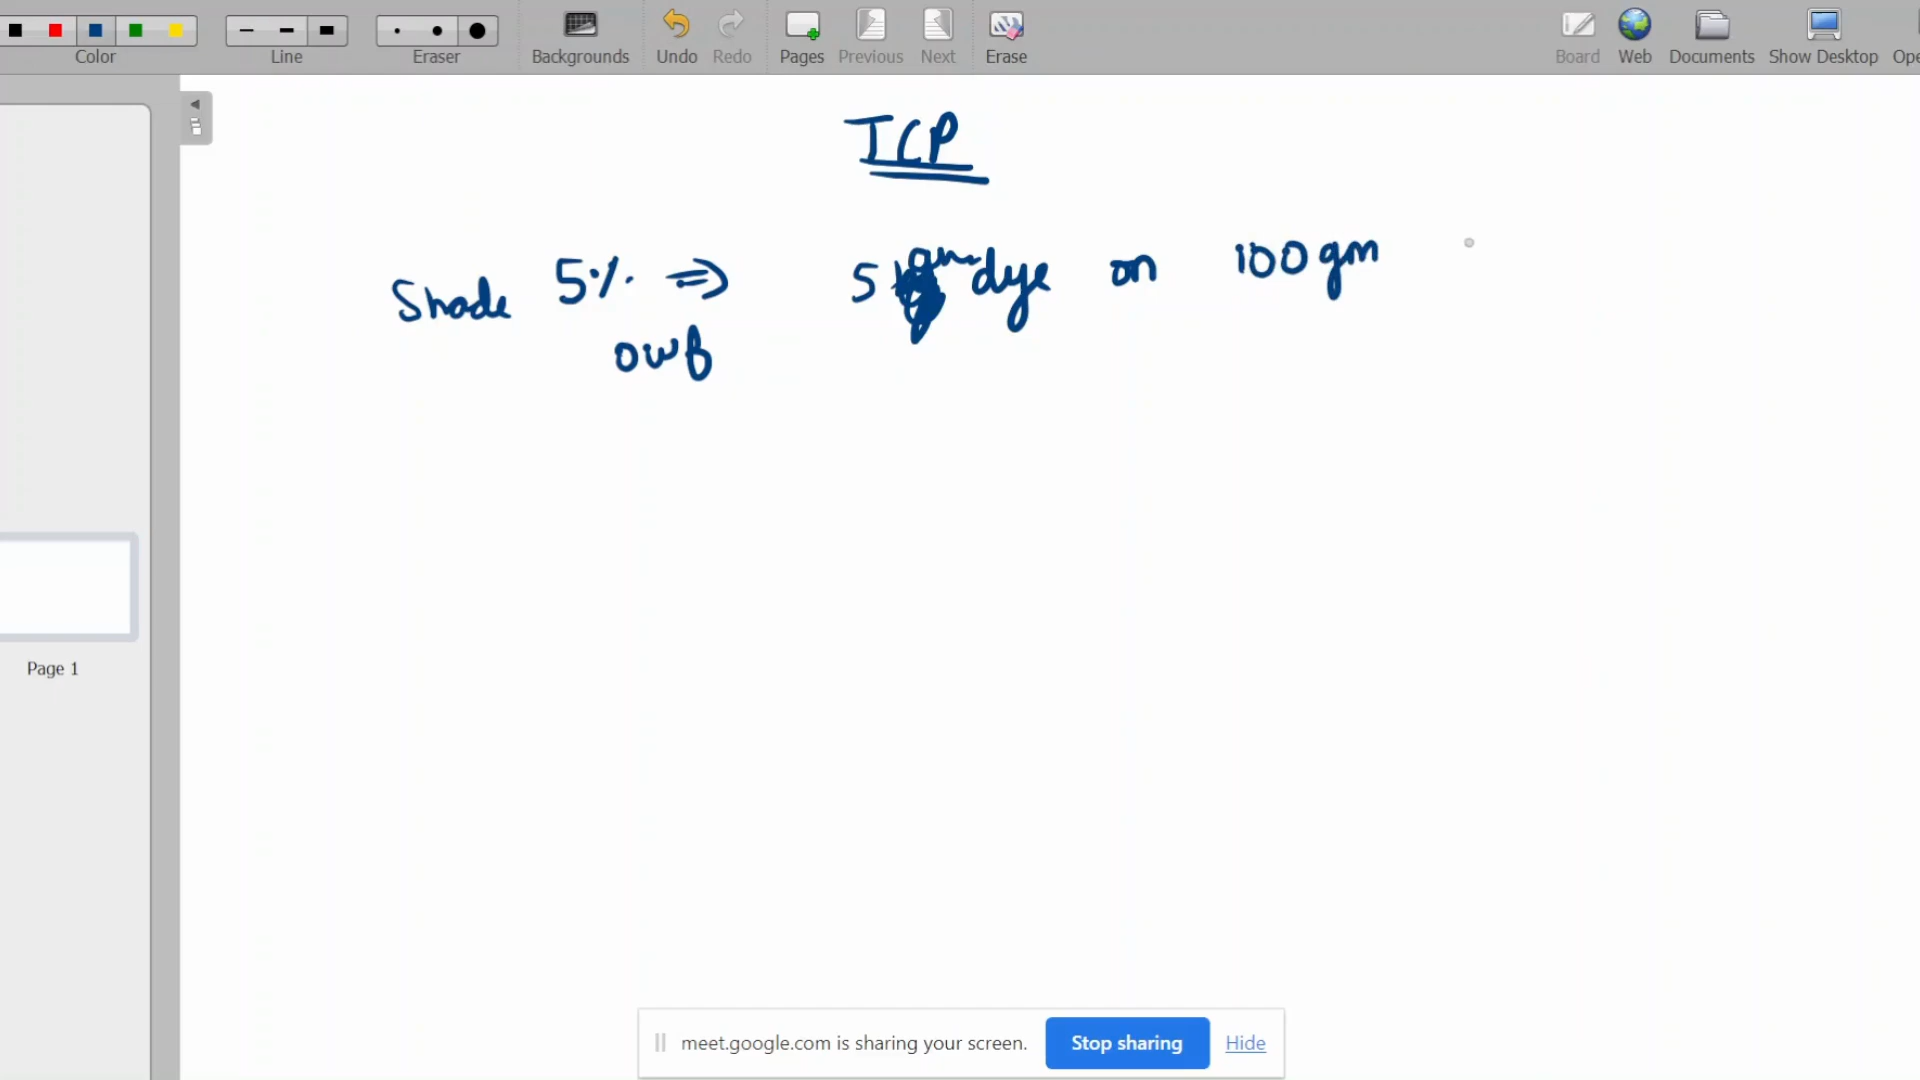 Color
Line
Eraser
Backgrounds
Undo
Redo
Pages
Previous
Next
Erase
Board
Web
Documents
Show Desktop
Ope
TCP
Shade 5% ⇒ 5 gm dye on 100 gm
owf
Page 1
meet.google.com is sharing your screen.
Stop sharing
Hide